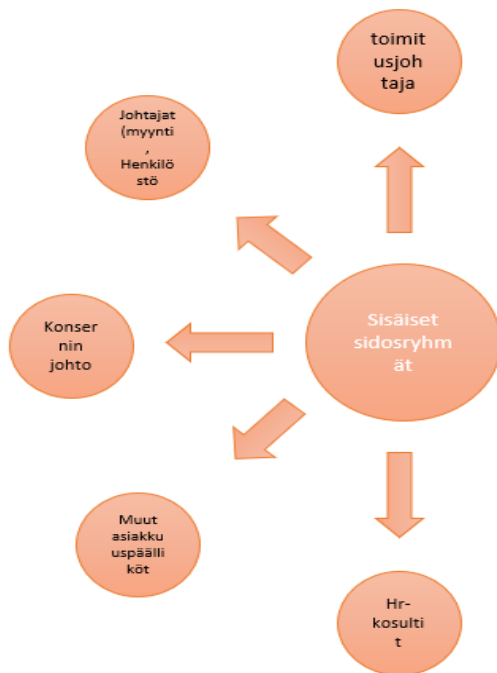 toimit
usjoh
taja
Johtajat
(myynti
,
Henkilö
stö
Sisäiset
sidosryhm
ät
Konser
nin
johto
Muut
asiakku
uspäälli
köt
Hr-
kosulti
t